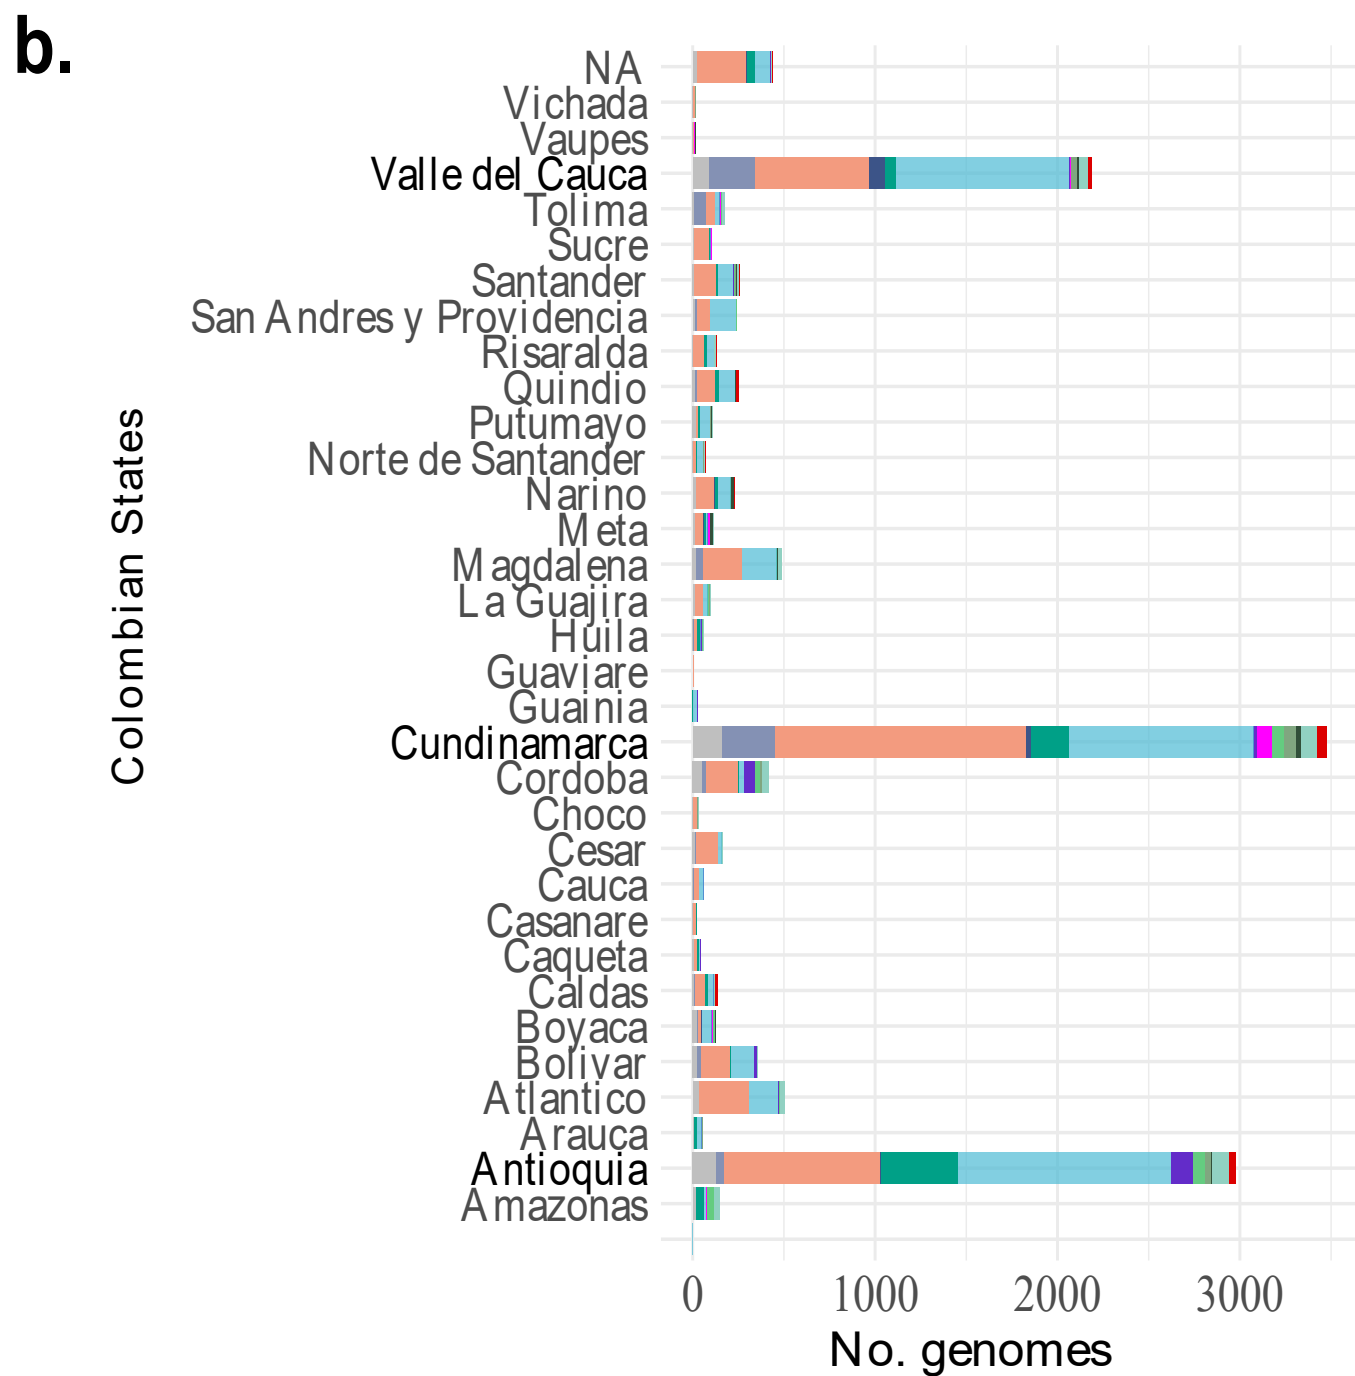 b.
NA
Vichada
Vaupes
Valle del Cauca
Tolima
Sucre
Santander
San Andres y Providencia
Risaralda
Quindio
Putumayo
Norte de Santander
Narino
Meta
Magdalena
La Guajira
Huila
Guaviare
Guainia
Cundinamarca
Cordoba
Choco
Cesar
Cauca
Casanare
Caqueta
Caldas
Boyaca
Bolivar
Atlantico
Arauca
Antioquia
Amazonas
Colombian States
0 1000 2000 3000
No. genomes